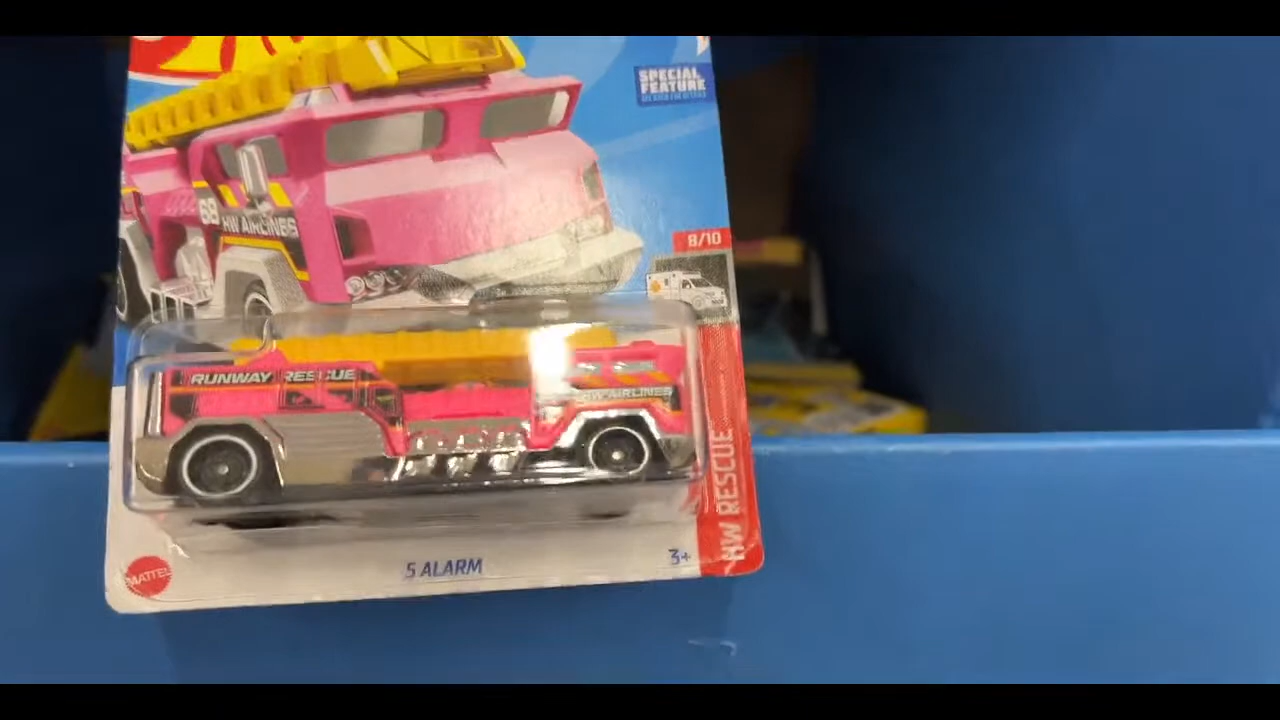 SPECIAL
FEATURE
68
HW AIRLINES
8/10
RUNWAY RESCUE
HW AIRLINES
HW RESCUE
MATTEL
5 ALARM
3+